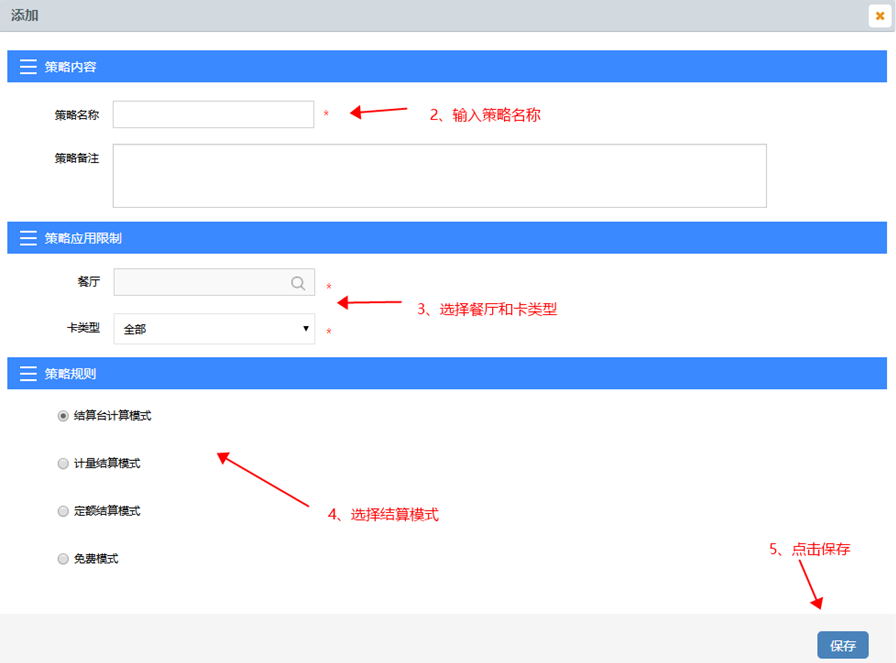 添加
策略内容
策略名称 * 2、输入策略名称
策略备注
策略应用限制
餐厅 *
3、选择餐厅和卡类型
卡类型 全部 *
策略规则
结算台计算模式
计量结算模式
定额结算模式
4、选择结算模式
免费模式
5、点击保存
保存